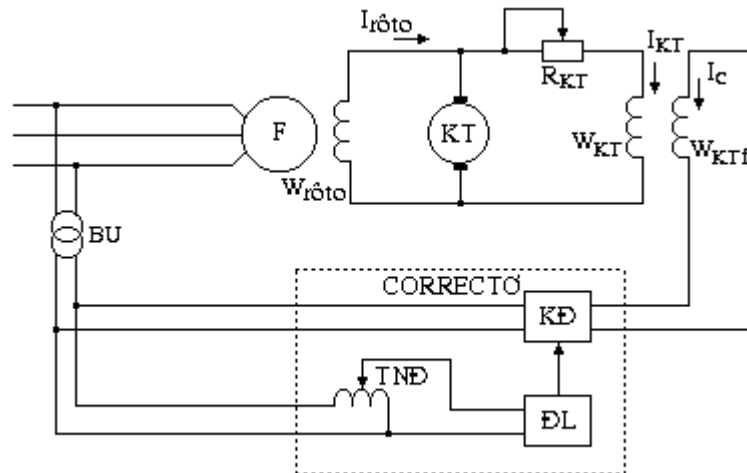 Irôto
IKT
RKT
IC
F
KT
WKT
WKTf
Wrôto
BU
CORRECTO
KĐ
TNĐ
ĐL